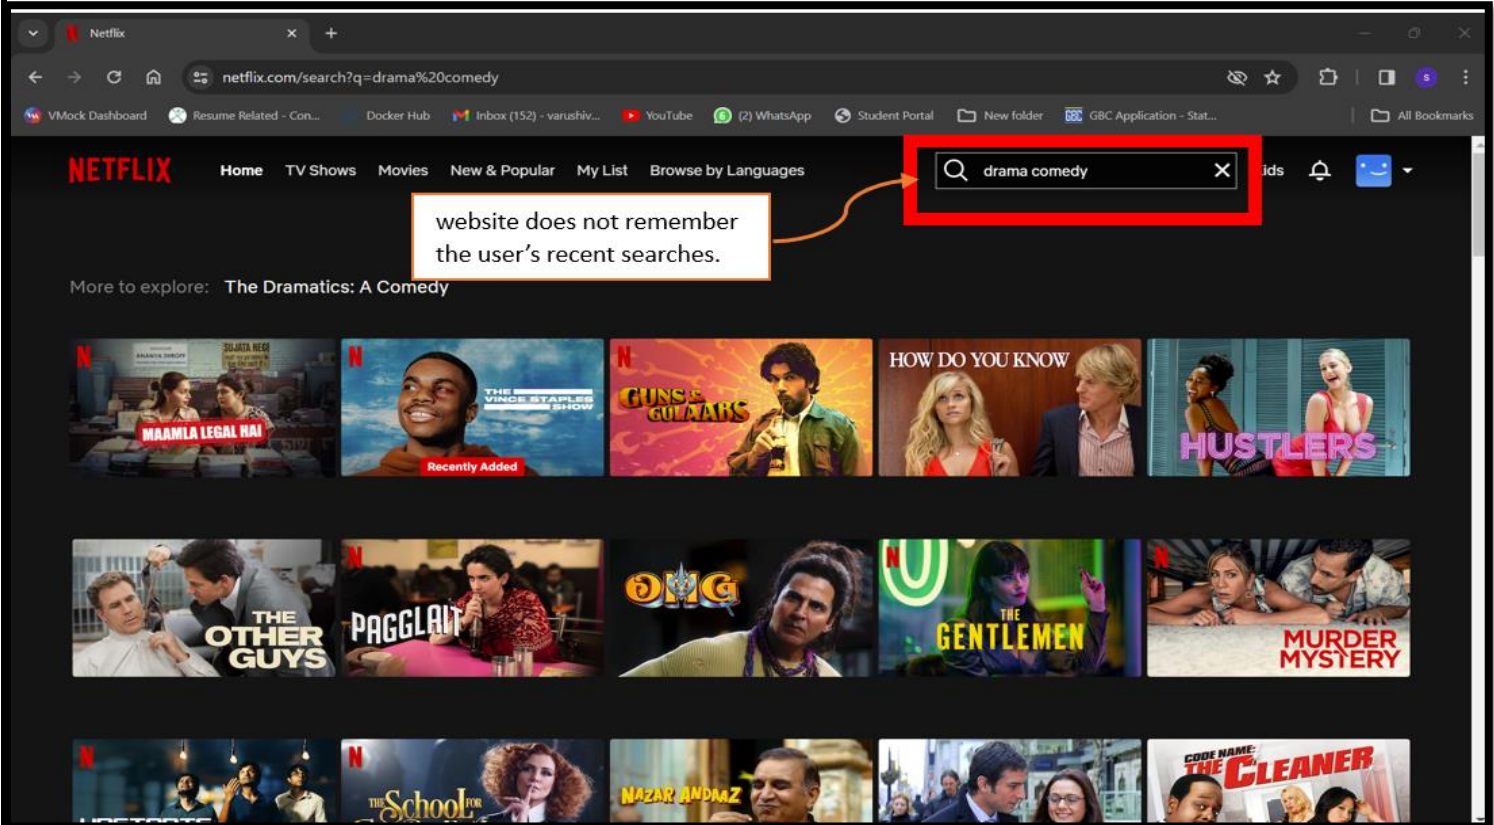 Netflix
netflix.com/search?q=drama%20comedy
S
VMock Dashboard
Resume Related - Con...
Docker Hub
Inbox (152) - varushiv...
YouTube
(2) WhatsApp
Student Portal
New folder
GBC Application - Stat...
All Bookmarks
NETFLIX
Home
TV Shows
Movies
New & Popular
My List
Browse by Languages
drama comedy
website does not remember
the user's recent searches.
More to explore: The Dramatics: A Comedy
ANANYA SHROFF
SUJATA NEGI
MAAMLA LEGAL HAI
THE
VINCE STAPLES
SHOW
Recently Added
GUNS &
GULAABS
HOW DO YOU KNOW
HUSTLERS
THE
OTHER
GUYS
PAGGLAIT
OMG
THE
GENTLEMEN
MURDER
MYSTERY
THE School FOR
NAZAR ANDAAZ
CODE NAME:
THE CLEANER